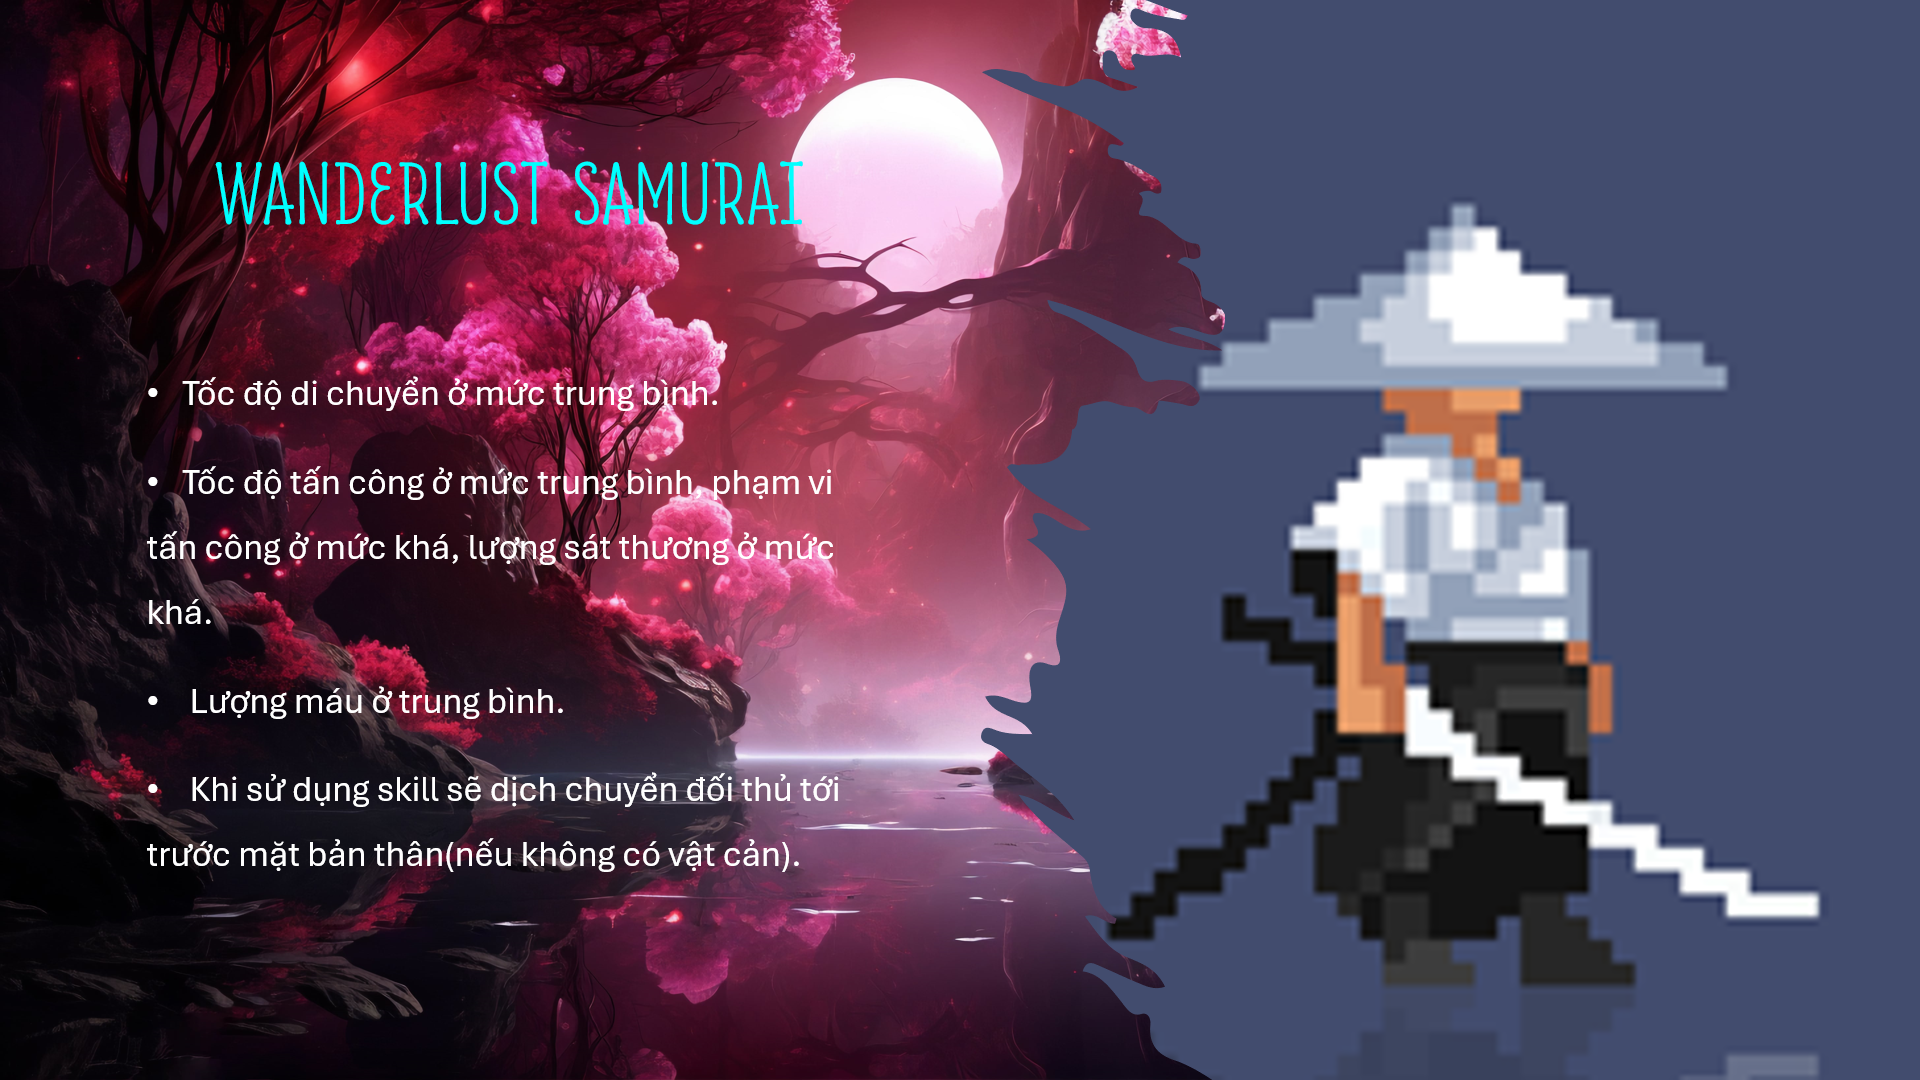 WANDERLUST SAMURAI
• Tốc độ di chuyển ở mức trung bình.
• Tốc độ tấn công ở mức trung bình, phạm vi
tấn công ở mức khá, lượng sát thương ở mức
khá.
• Lượng máu ở trung bình.
• Khi sử dụng skill sẽ dịch chuyển đối thủ tới
trước mặt bản thân(nếu không có vật cản).